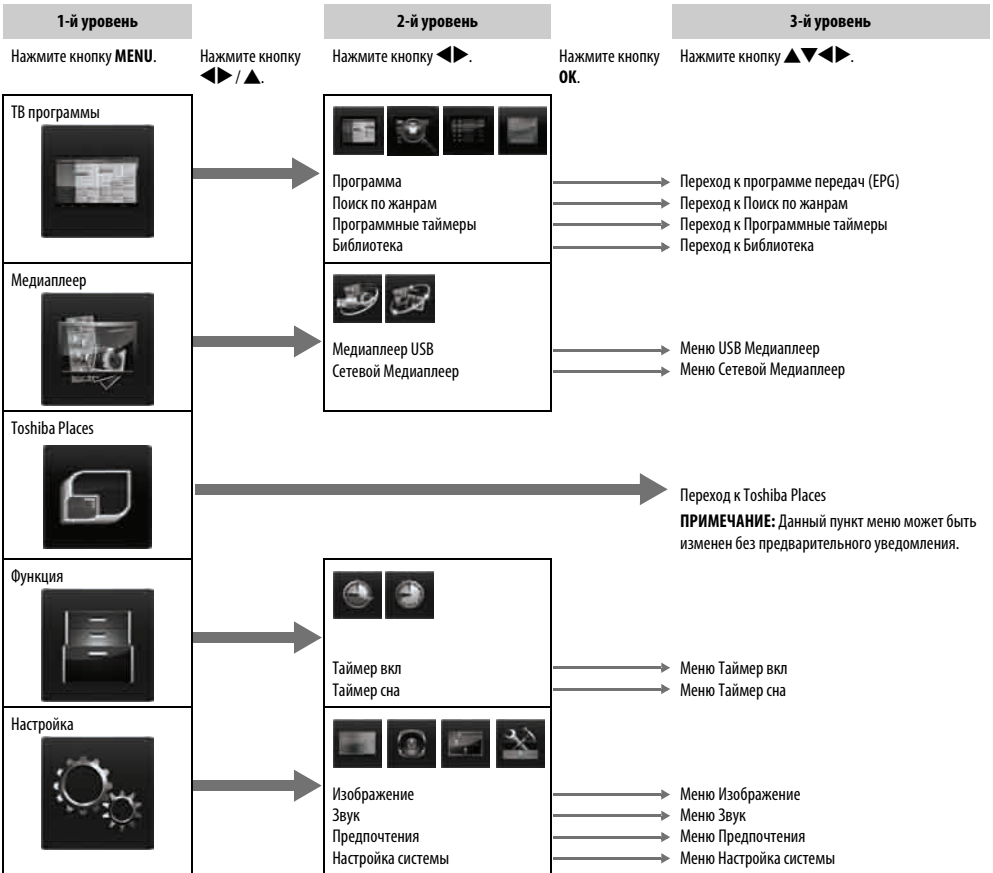 1-й уровень
2-й уровень
3-й уровень
Нажмите кнопку MENU.
Нажмите кнопку
◀▶ / ▲.
Нажмите кнопку ◀▶.
Нажмите кнопку
OK.
Нажмите кнопку ▲▼◀▶.
ТВ программы
Программа
Поиск по жанрам
Программные таймеры
Библиотека
Переход к программе передач (EPG)
Переход к Поиск по жанрам
Переход к Программные таймеры
Переход к Библиотека
Медиаплеер
Медиаплеер USB
Сетевой Медиаплеер
Меню USB Медиаплеер
Меню Сетевой Медиаплеер
Toshiba Places
Переход к Toshiba Places
ПРИМЕЧАНИЕ: Данный пункт меню может быть
изменен без предварительного уведомления.
Функция
Таймер вкл
Таймер сна
Меню Таймер вкл
Меню Таймер сна
Настройка
Изображение
Звук
Предпочтения
Настройка системы
Меню Изображение
Меню Звук
Меню Предпочтения
Меню Настройка системы